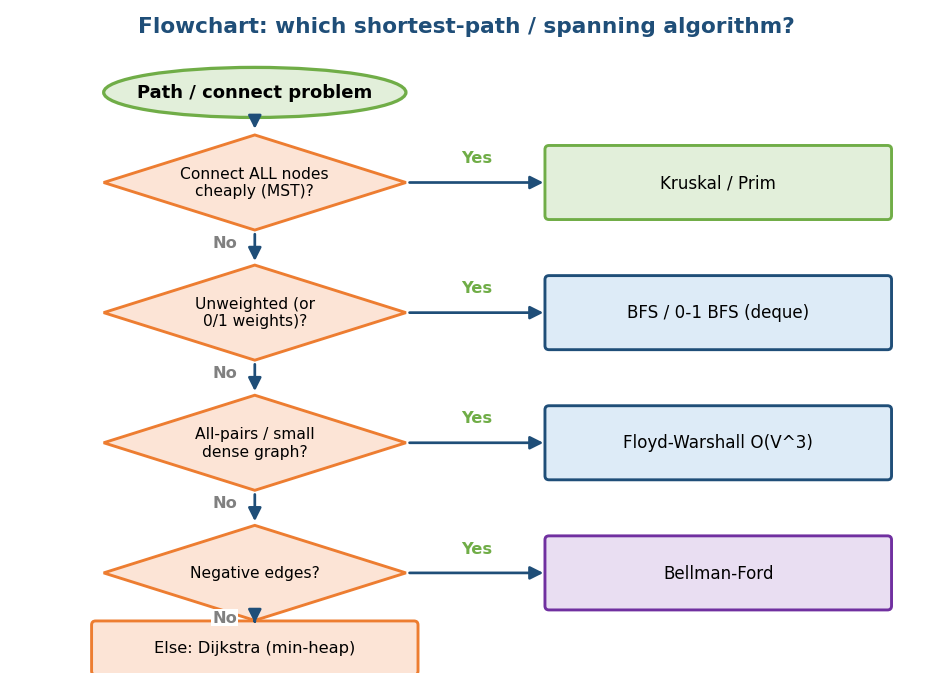 Flowchart: which shortest-path / spanning algorithm?
Path / connect problem
Connect ALL nodes
cheaply (MST)?
Yes
Kruskal / Prim
No
Unweighted (or
0/1 weights)?
Yes
BFS / 0-1 BFS (deque)
No
All-pairs / small
dense graph?
Yes
Floyd-Warshall O(V^3)
No
Negative edges?
Yes
Bellman-Ford
No
Else: Dijkstra (min-heap)